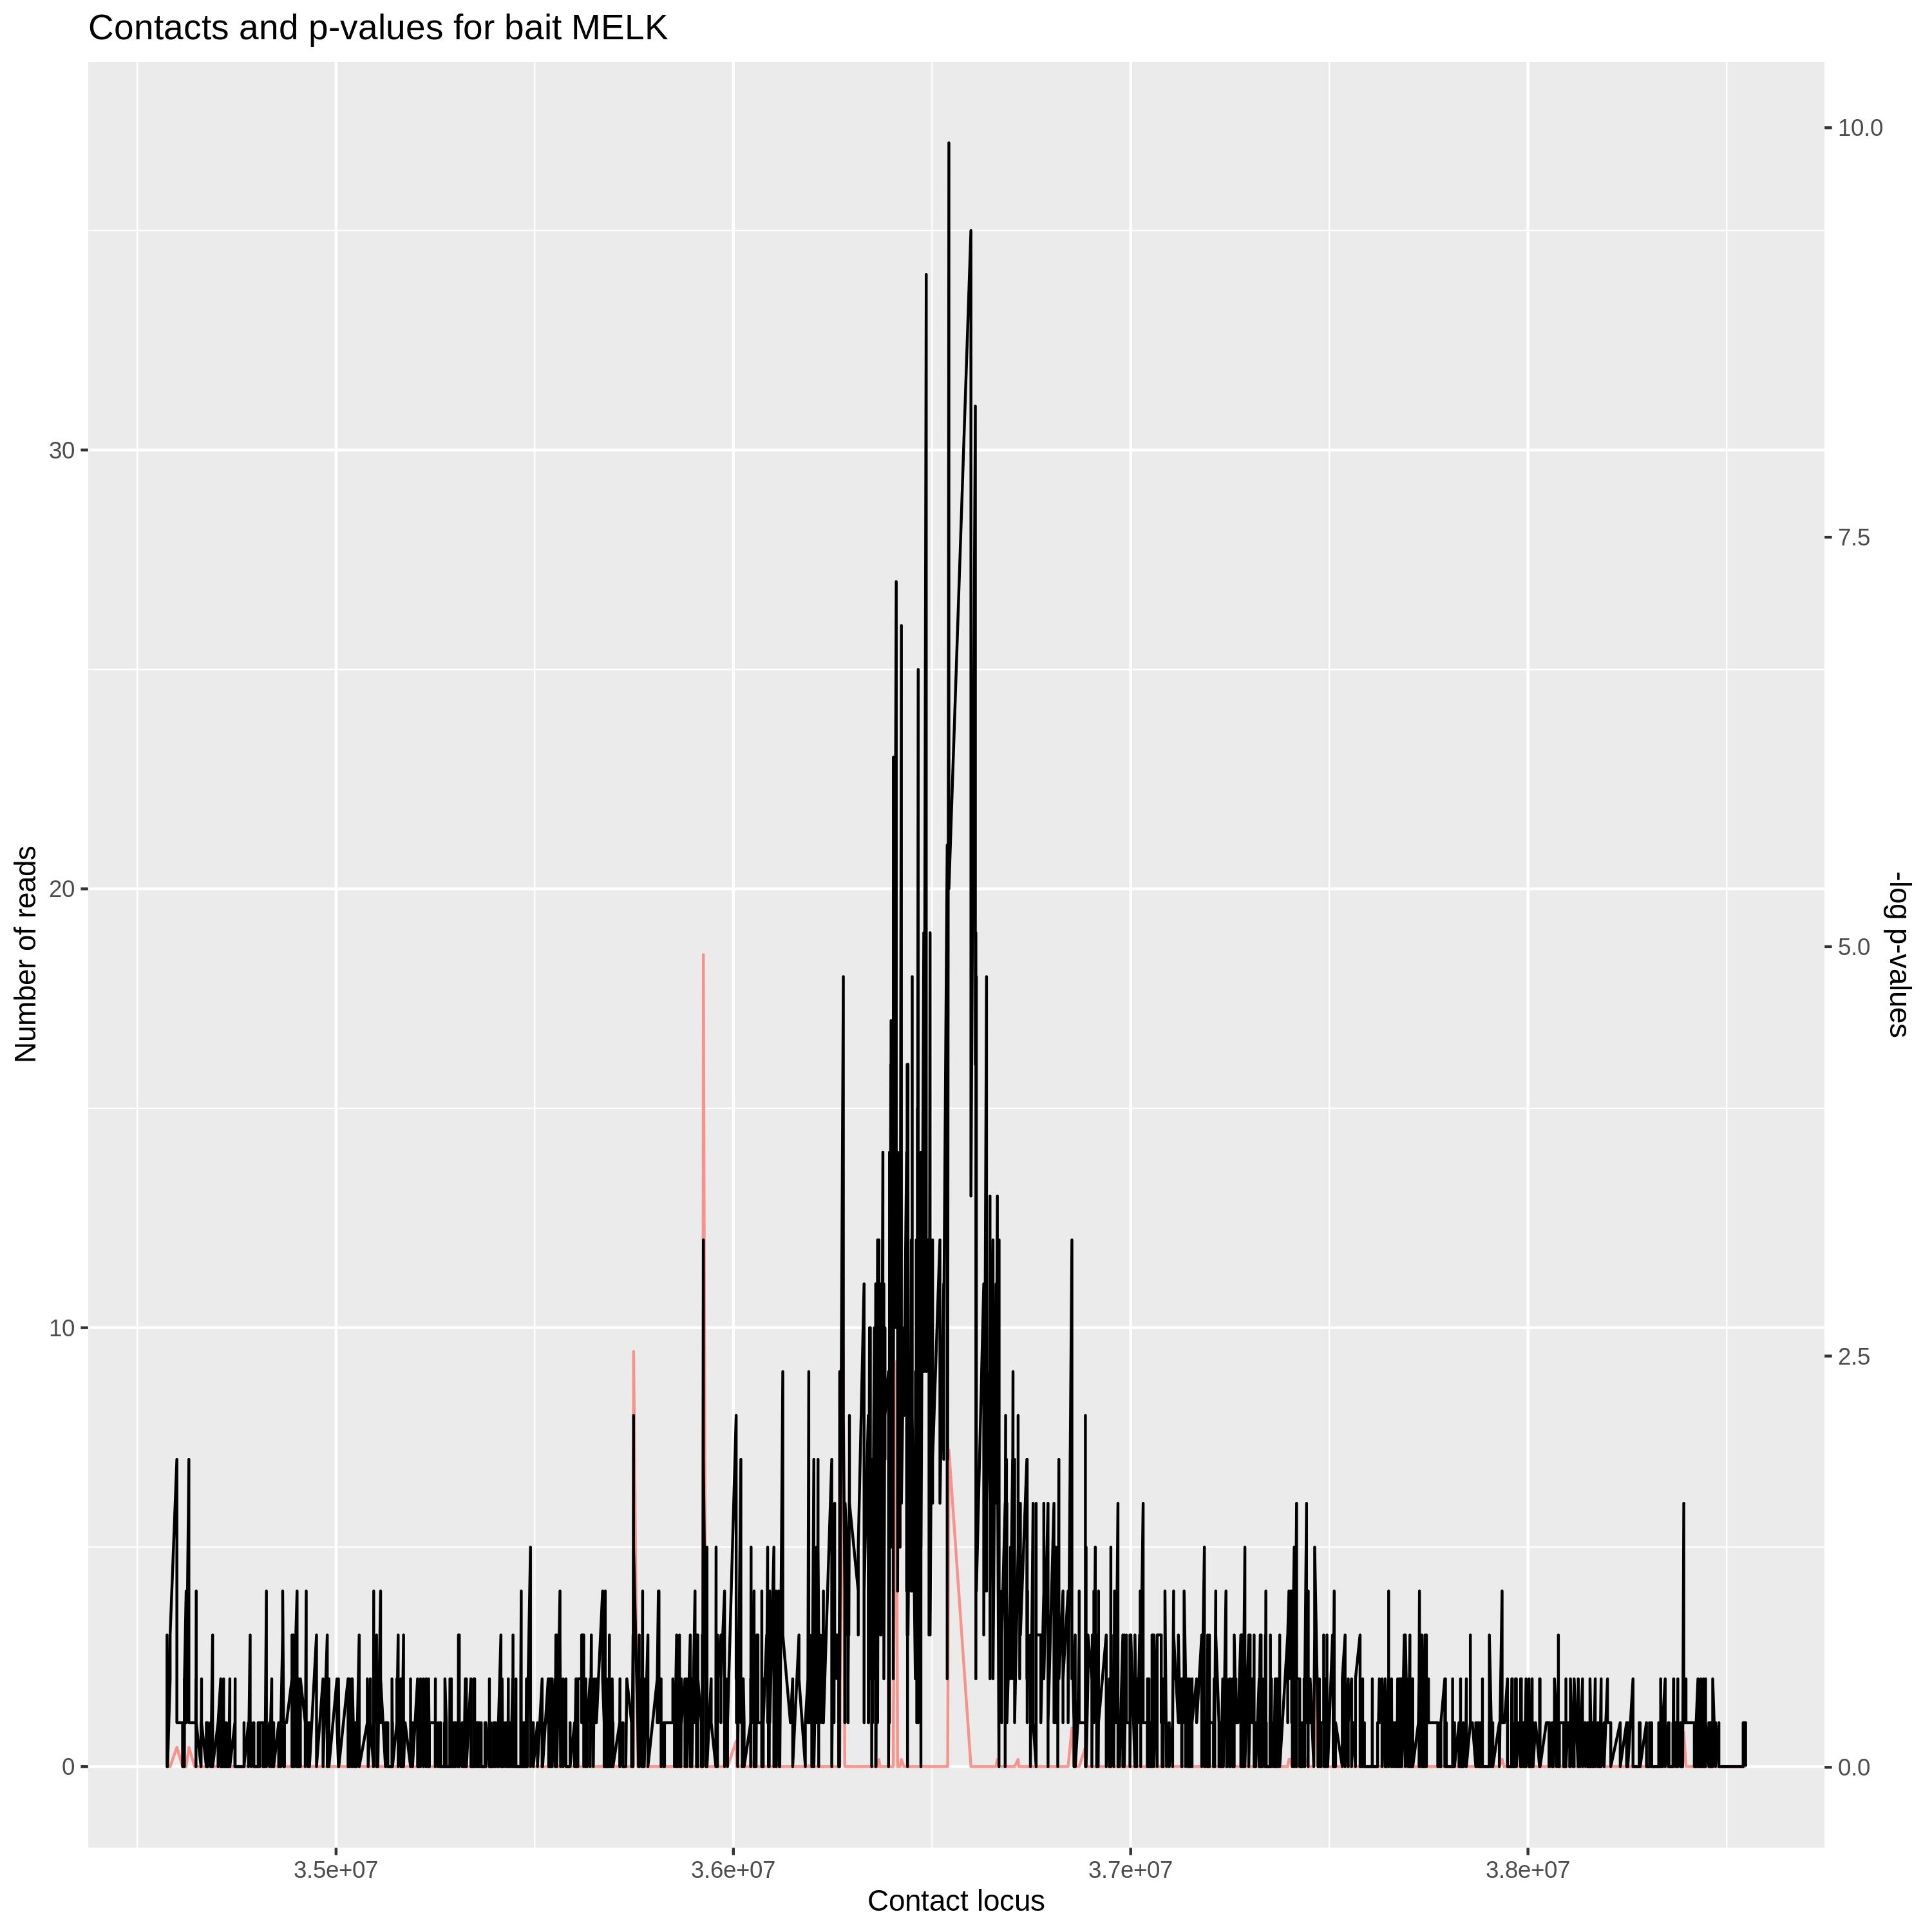 Contacts and p-values for bait MELK
10.0
7.5
30
20
5.0
10
2.5
0
0.0
Number of reads
-log p-values
3.5e+07 3.6e+07 3.7e+07 3.8e+07
Contact locus